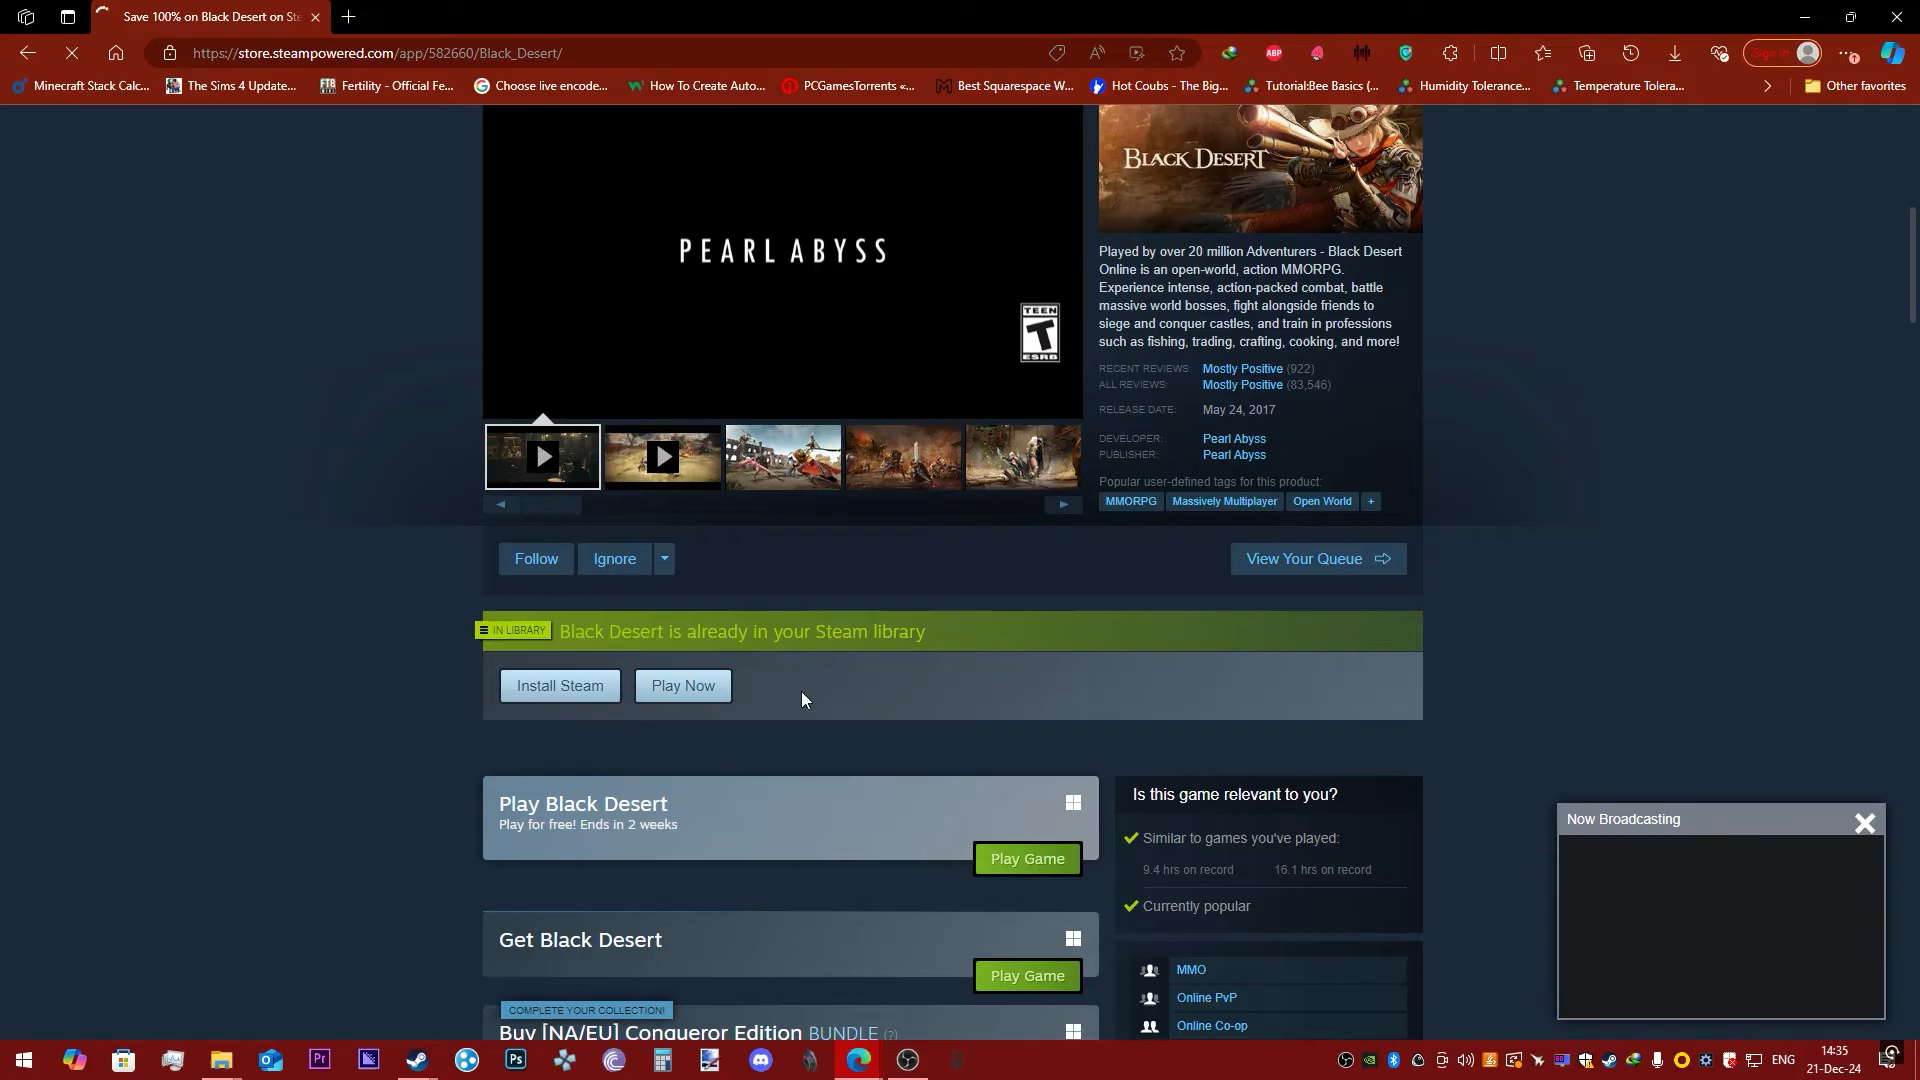 Save 100% on Black Desert on Ste
https://store.steampowered.com/app/582660/Black_Desert/
ABP
Sign in
Minecraft Stack Calc...
The Sims 4 Update...
FTB
Fertility - Official Fe...
Choose live encode...
How To Create Auto...
PCGamesTorrents «...
Best Squarespace W...
Hot Coubs - The Big...
Tutorial:Bee Basics (...
Humidity Tolerance...
Temperature Tolera...
Other favorites
PEARL ABYSS
TEEN
T
ESRB
BLACK DESERT
Played by over 20 million Adventurers - Black Desert
Online is an open-world, action MMORPG.
Experience intense, action-packed combat, battle
massive world bosses, fight alongside friends to
siege and conquer castles, and train in professions
such as fishing, trading, crafting, cooking, and more!
RECENT REVIEWS: Mostly Positive (922)
ALL REVIEWS: Mostly Positive (83,546)
RELEASE DATE: May 24, 2017
DEVELOPER: Pearl Abyss
PUBLISHER: Pearl Abyss
Popular user-defined tags for this product:
MMORPG Massively Multiplayer Open World +
Follow Ignore
View Your Queue
IN LIBRARY Black Desert is already in your Steam library
Install Steam Play Now
Play Black Desert
Play for free! Ends in 2 weeks
Play Game
Is this game relevant to you?
Similar to games you've played:
9.4 hrs on record 16.1 hrs on record
Currently popular
Now Broadcasting
Get Black Desert
Play Game
MMO
Online PvP
Online Co-op
COMPLETE YOUR COLLECTION!
Buy [NA/EU] Conqueror Edition BUNDLE (?)
Pr
Ps
ENG
14:35
21-Dec-24